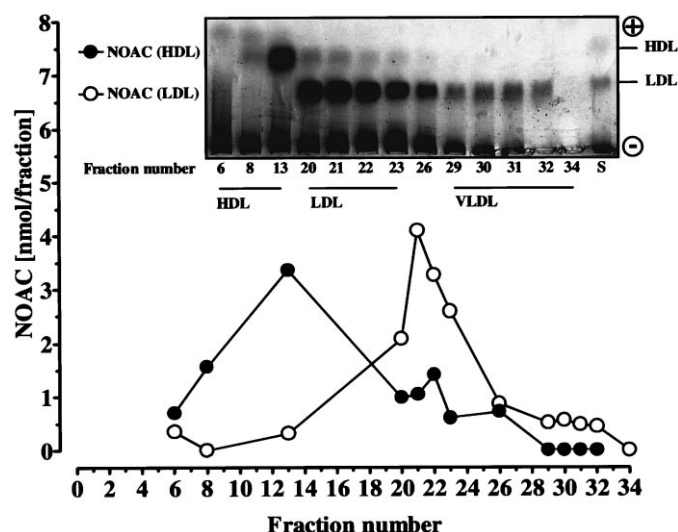 8
7
6
5
4
3
2
1
0
NOAC [nmol/fraction]
NOAC (HDL)
NOAC (LDL)
+
HDL
LDL
-
Fraction number 6 8 13 20 21 22 23 26 29 30 31 32 34 S
HDL LDL VLDL
0 2 4 6 8 10 12 14 16 18 20 22 24 26 28 30 32 34
Fraction number